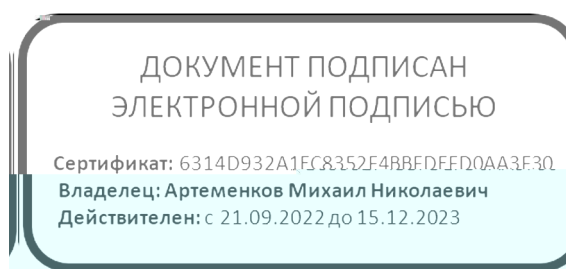 ДОКУМЕНТ ПОДПИСАН
ЭЛЕКТРОННОЙ ПОДПИСЬЮ
Сертификат:
Владелец: Артеменков Михаил Николаевич
Действителен: с 21.09.2022 до 15.12.2023